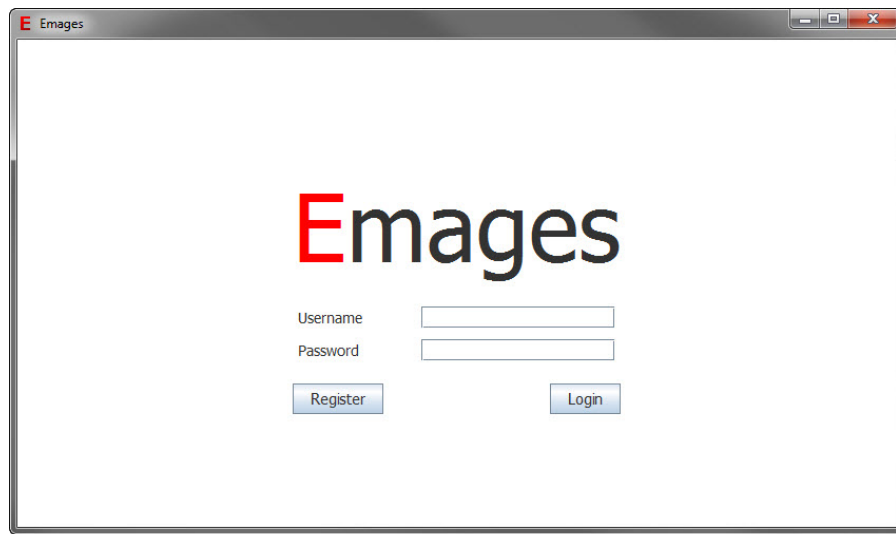 E Emages
Emages
Username
Password
Register Login